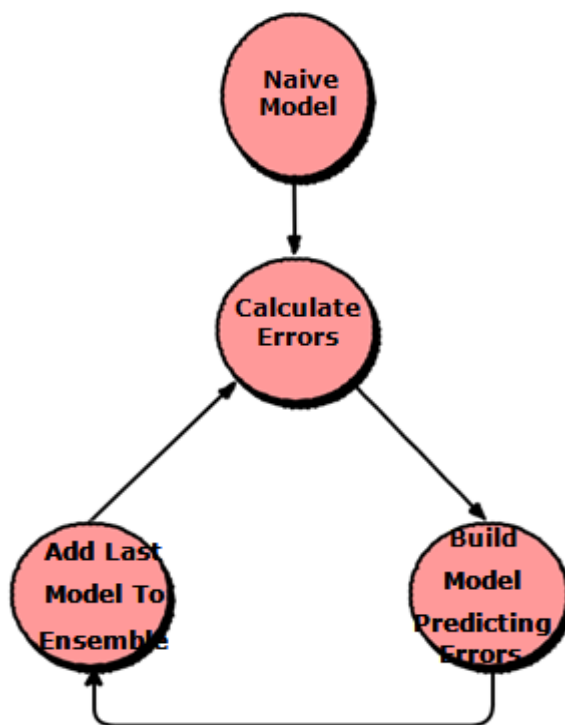 Naive
Model
Calculate
Errors
Add Last
Model To
Ensemble
Build
Model
Predicting
Errors